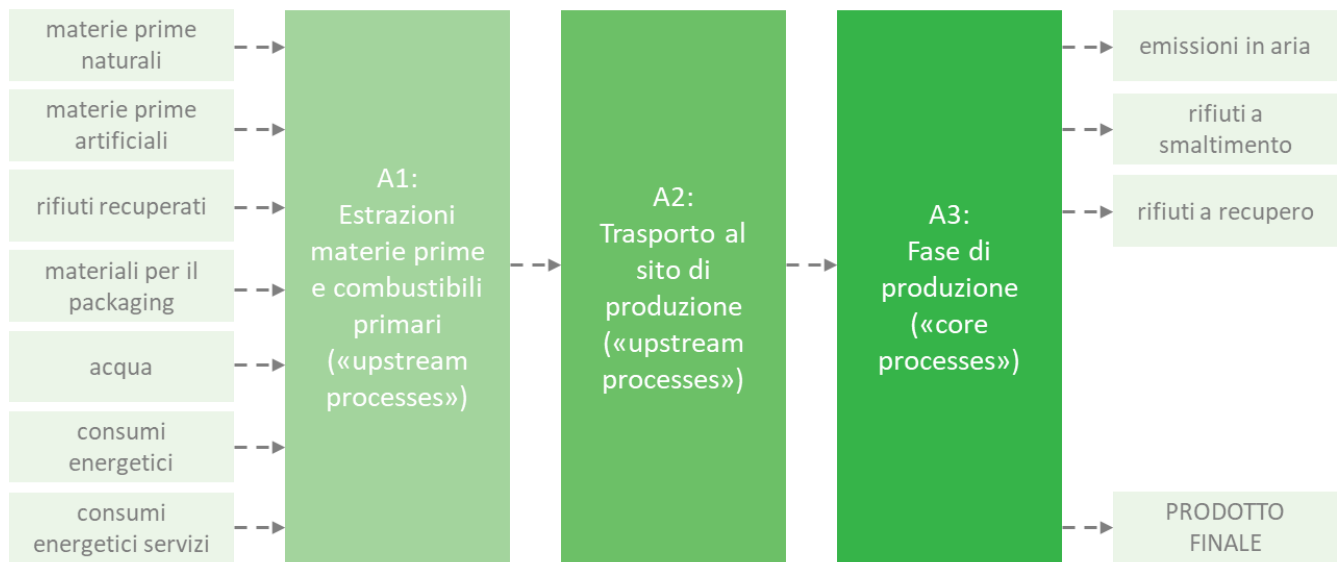 materie prime
naturali
materie prime
artificiali
rifiuti recuperati
materiali per il
packaging
acqua
consumi
energetici
consumi
energetici servizi
A1:
Estrazioni
materie prime
e combustibili
primari
(«upstream
processes»)
A2:
Trasporto al
sito di
produzione
(«upstream
processes»)
A3:
Fase di
produzione
(«core
processes»)
emissioni in aria
rifiuti a
smaltimento
rifiuti a recupero
PRODOTTO
FINALE